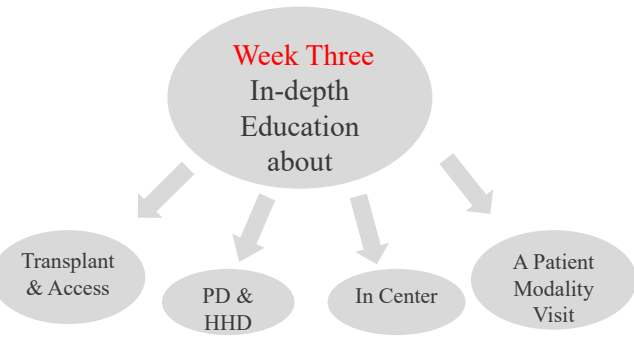 Week Three
In-depth
Education
about
Transplant
& Access
PD &
HHD
In Center
A Patient
Modality
Visit